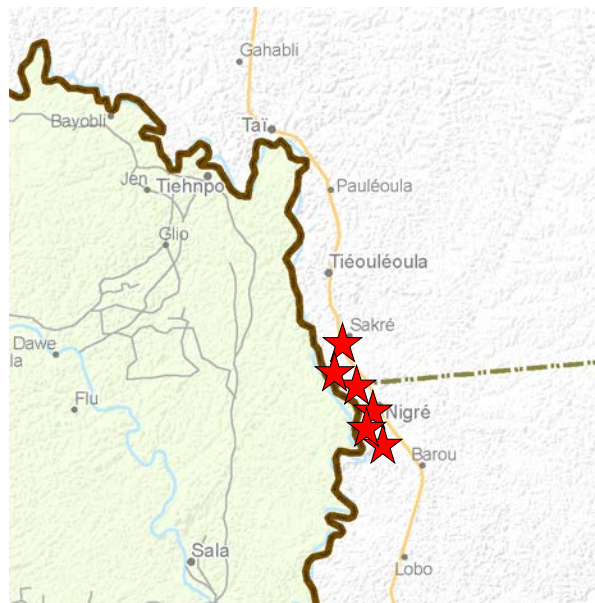 Gahabli
Bayobli
Taï
Jen
Tiehnpo
Pauléoula
Glio
Tiéouléoula
Sakré
Dawe
la
Flu
Nigré
Barou
Sala
Lobo